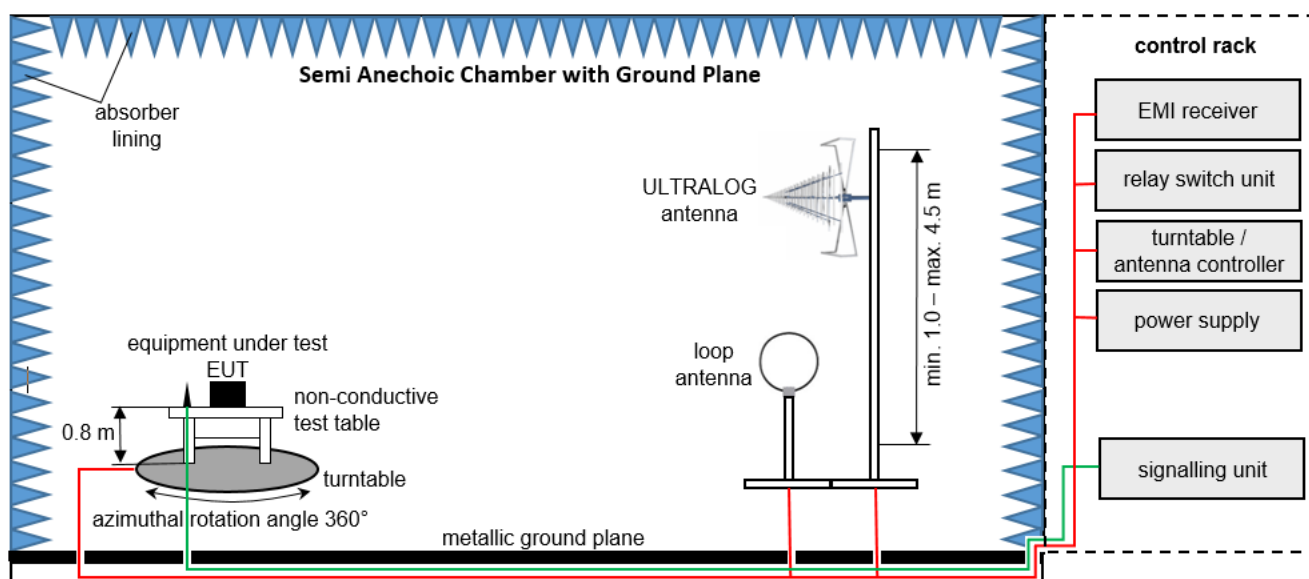 Semi Anechoic Chamber with Ground Plane
absorber
lining
ULTRALOG
antenna
min. 1.0 – max. 4.5 m
loop
antenna
equipment under test
EUT
non-conductive
test table
0.8 m
turntable
azimuthal rotation angle 360°
metallic ground plane
control rack
EMI receiver
relay switch unit
turntable /
antenna controller
power supply
signalling unit